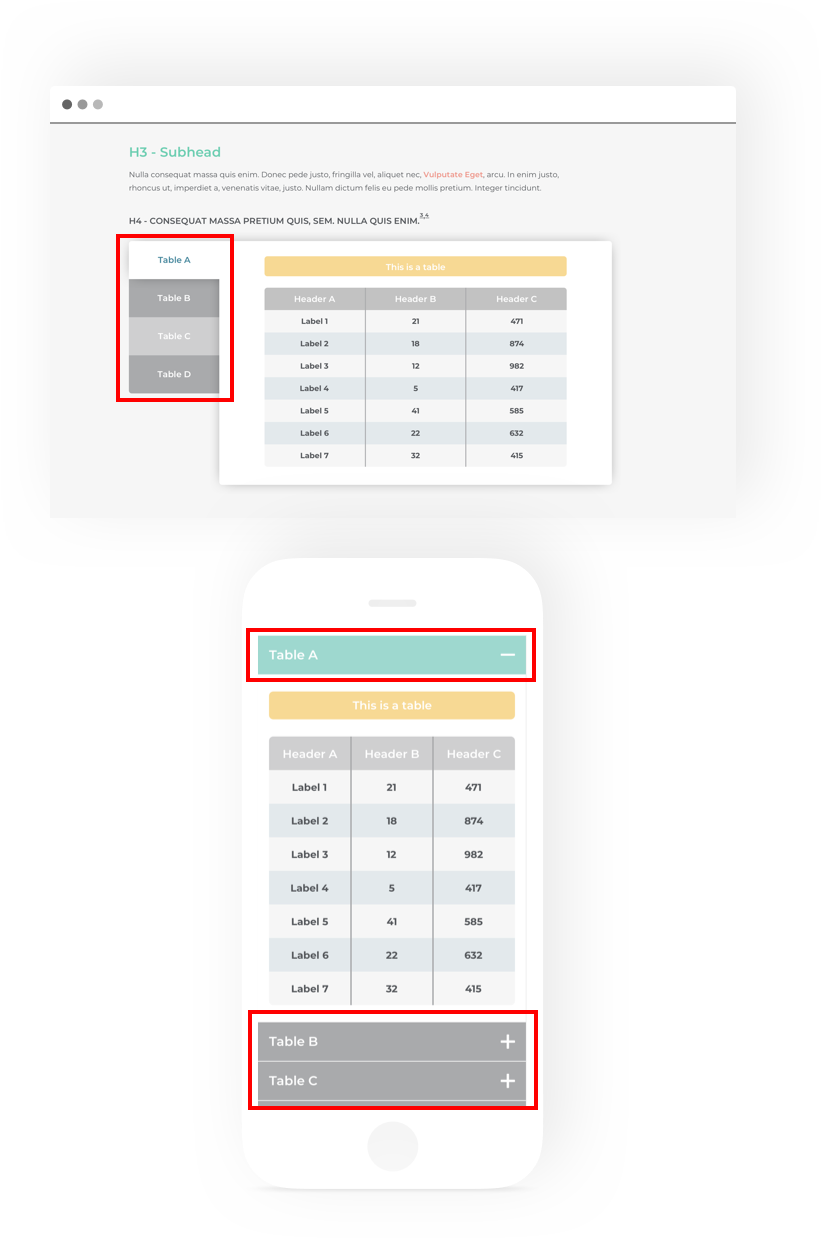 H3 - Subhead
Nulla consequat massa quis enim. Donec pede justo, fringilla vel, aliquet nec, Vulputate Eget, arcu. In enim justo,
rhoncus ut, imperdiet a, venenatis vitae, justo. Nullam dictum felis eu pede mollis pretium. Integer tincidunt.
H4 - CONSEQUAT MASSA PRETIUM QUIS, SEM. NULLA QUIS ENIM.3,4
Table A
Table B
Table C
Table D
This is a table
Header A Header B Header C
Label 1 21 471
Label 2 18 874
Label 3 12 982
Label 4 5 417
Label 5 41 585
Label 6 22 632
Label 7 32 415
Table A
This is a table
Header A Header B Header C
Label 1 21 471
Label 2 18 874
Label 3 12 982
Label 4 5 417
Label 5 41 585
Label 6 22 632
Label 7 32 415
Table B
Table C